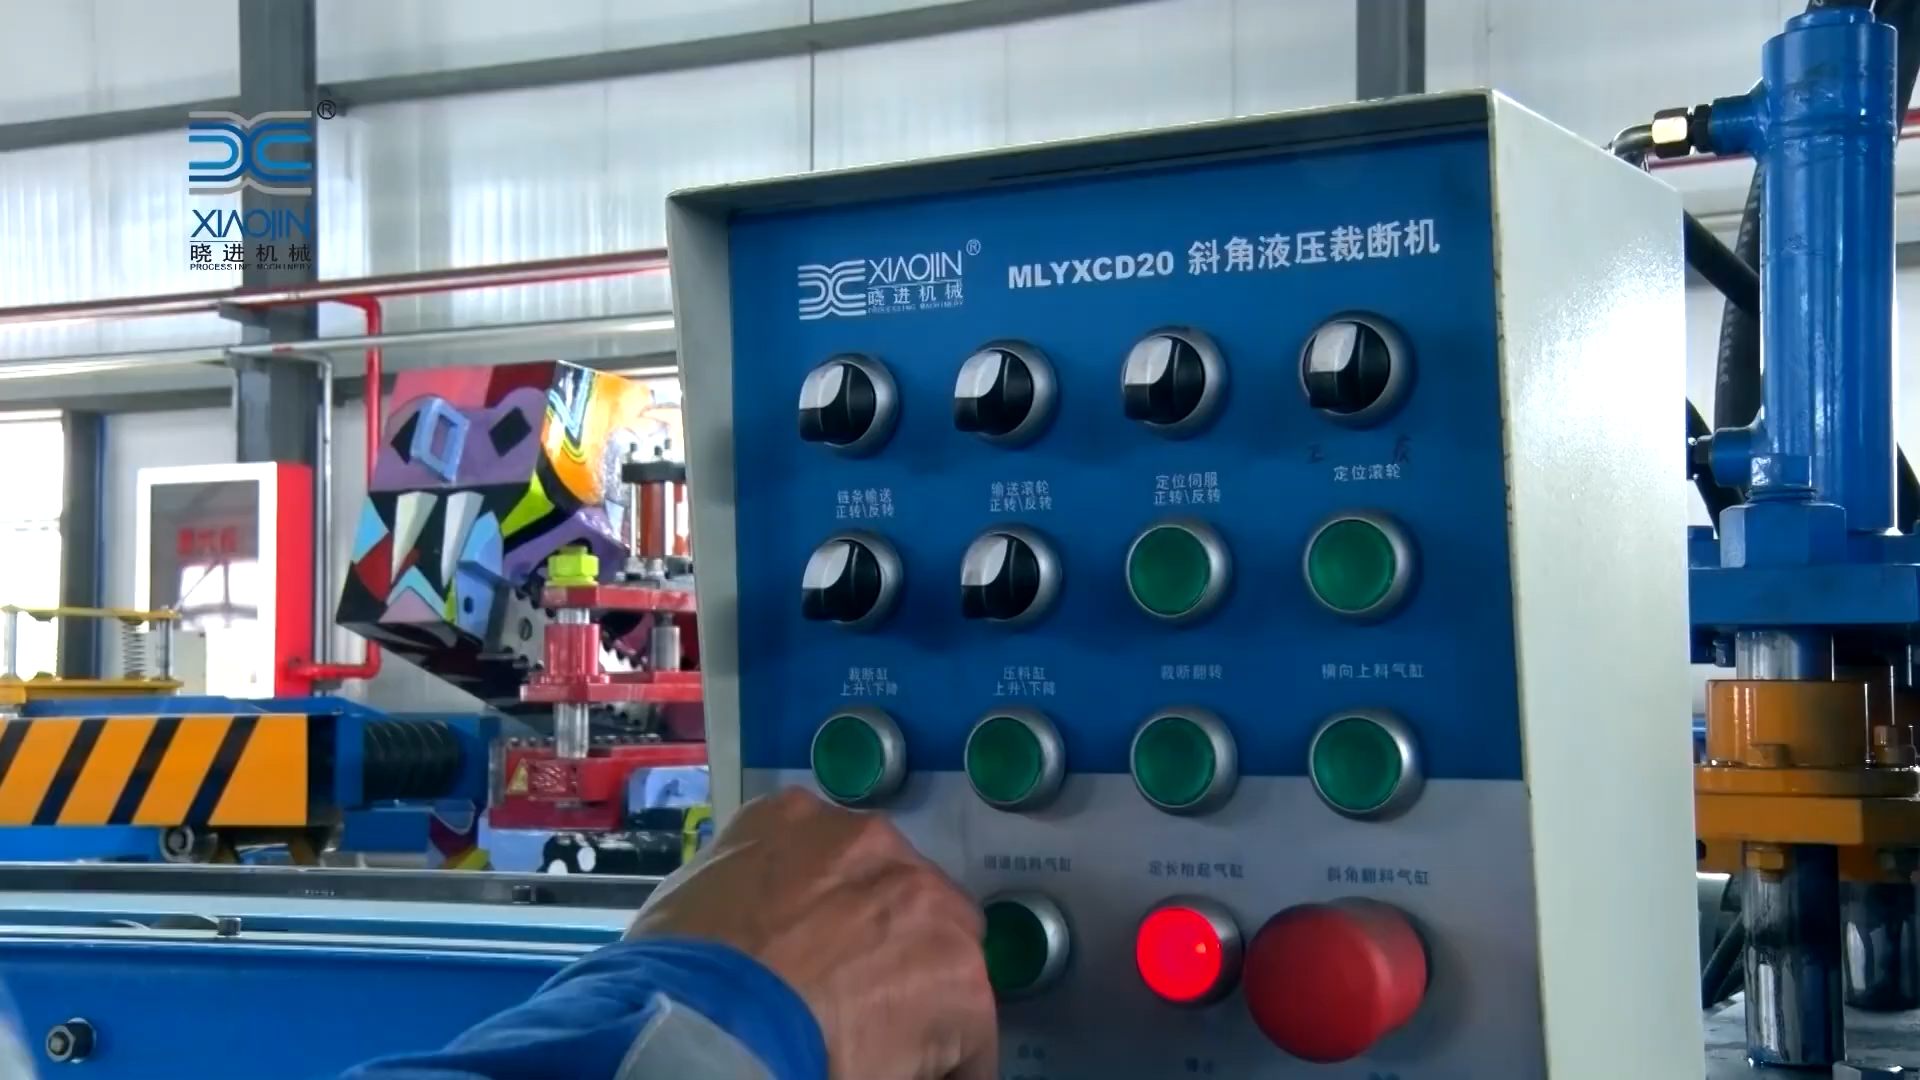 XIAOJIN®
晓进机械
PROCESSING MACHINERY
XIAOJIN®
晓进机械
PROCESSING MACHINERY
MLYXCD20 斜角液压裁断机
正 反
链条输送
正转\反转
输送滚轮
正转\反转
定位伺服
正转\反转
定位滚轮
裁断缸
上升\下降
压料缸
上升\下降
裁断翻转
横向上料气缸
定长抬起气缸
斜角翻料气缸